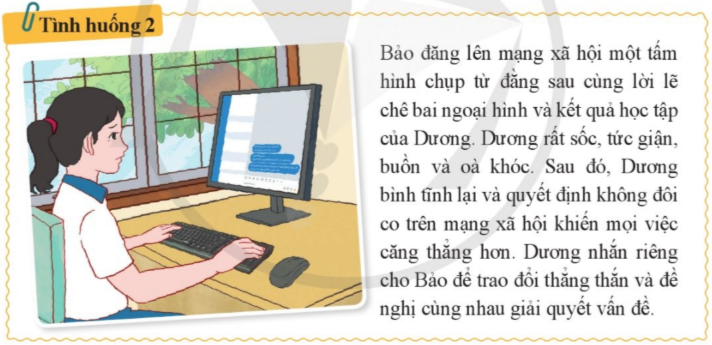 Tình huống 2
Bảo đăng lên mạng xã hội một tấm
hình chụp từ đằng sau cùng lời lẽ
chê bai ngoại hình và kết quả học tập
của Dương. Dương rất sốc, tức giận,
buồn và oà khóc. Sau đó, Dương
bình tĩnh lại và quyết định không đôi
co trên mạng xã hội khiến mọi việc
căng thẳng hơn. Dương nhắn riêng
cho Bảo để trao đổi thẳng thắn và đề
nghị cùng nhau giải quyết vấn đề.